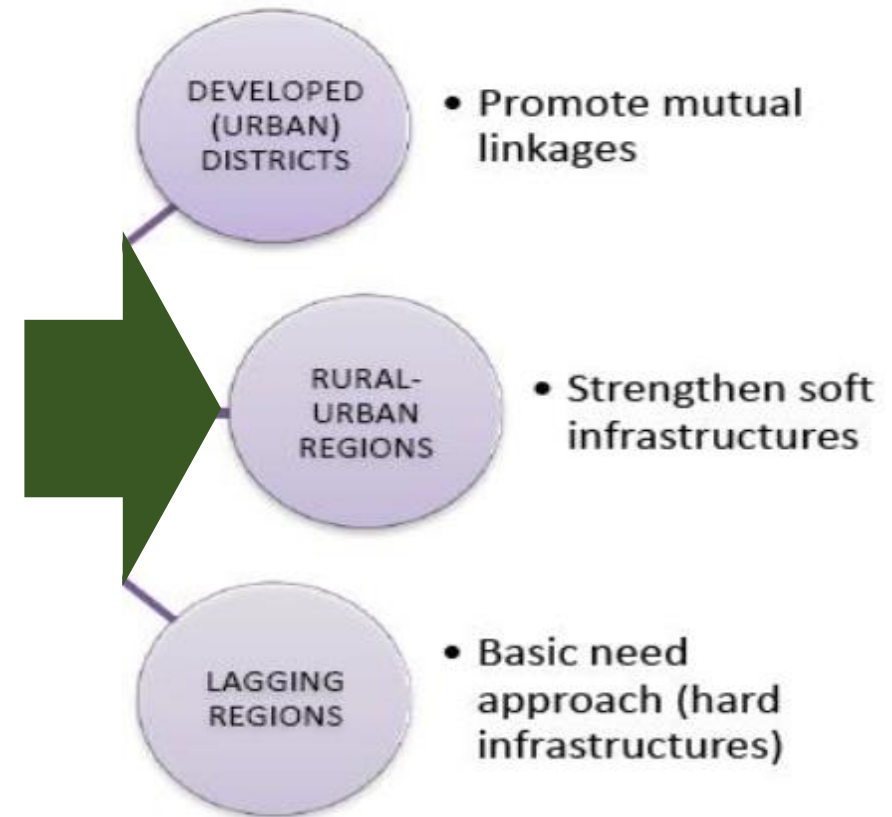 DEVELOPED
(URBAN)
DISTRICTS
• Promote mutual
linkages
RURAL-
URBAN
REGIONS
• Strengthen soft
infrastructures
LAGGING
REGIONS
• Basic need
approach (hard
infrastructures)